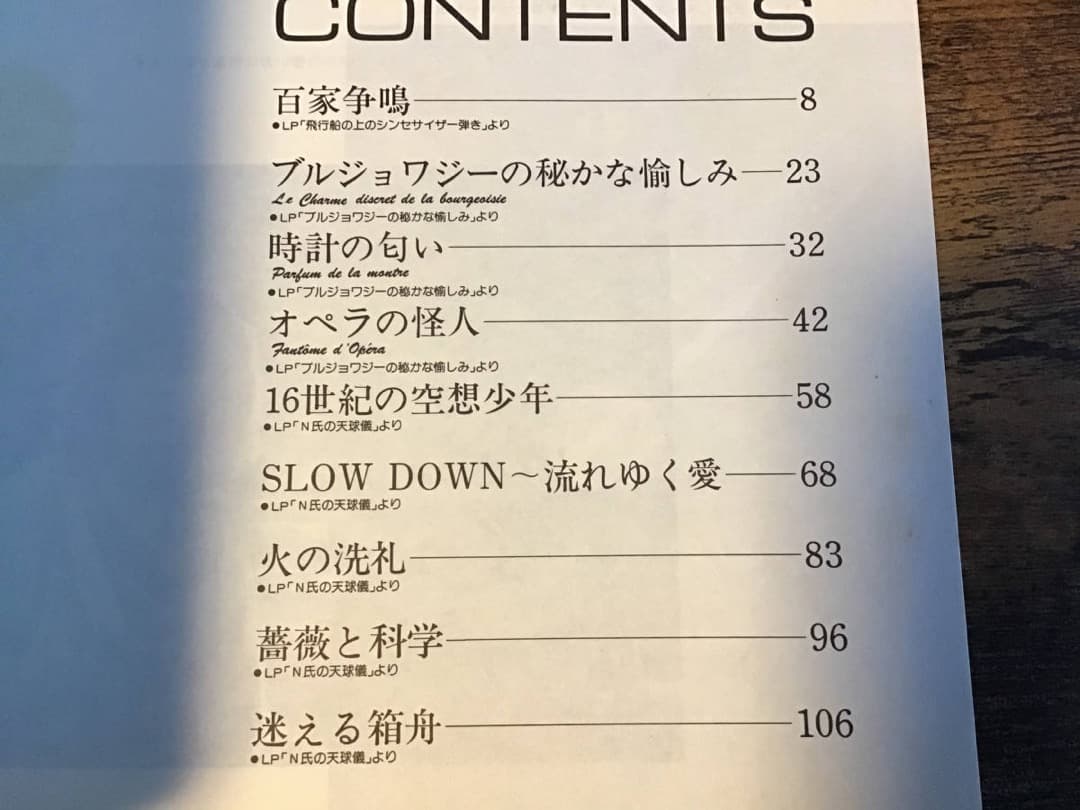 CONTENTS
百家争鳴 8
●LP「飛行船の上のシンセサイザー弾き」より
ブルジョワジーの秘かな愉しみ 23
Le Charme discret de la bourgeoisie
●LP「ブルジョワジーの秘かな愉しみ」より
時計の匂い 32
Parfum de la montre
●LP「ブルジョワジーの秘かな愉しみ」より
オペラの怪人 42
Fantôme d'Opéra
●LP「ブルジョワジーの秘かな愉しみ」より
16世紀の空想少年 58
●LP「N氏の天球儀」より
SLOW DOWN〜流れゆく愛 68
●LP「N氏の天球儀」より
火の洗礼 83
●LP「N氏の天球儀」より
薔薇と科学 96
●LP「N氏の天球儀」より
迷える箱舟 106
●LP「N氏の天球儀」より